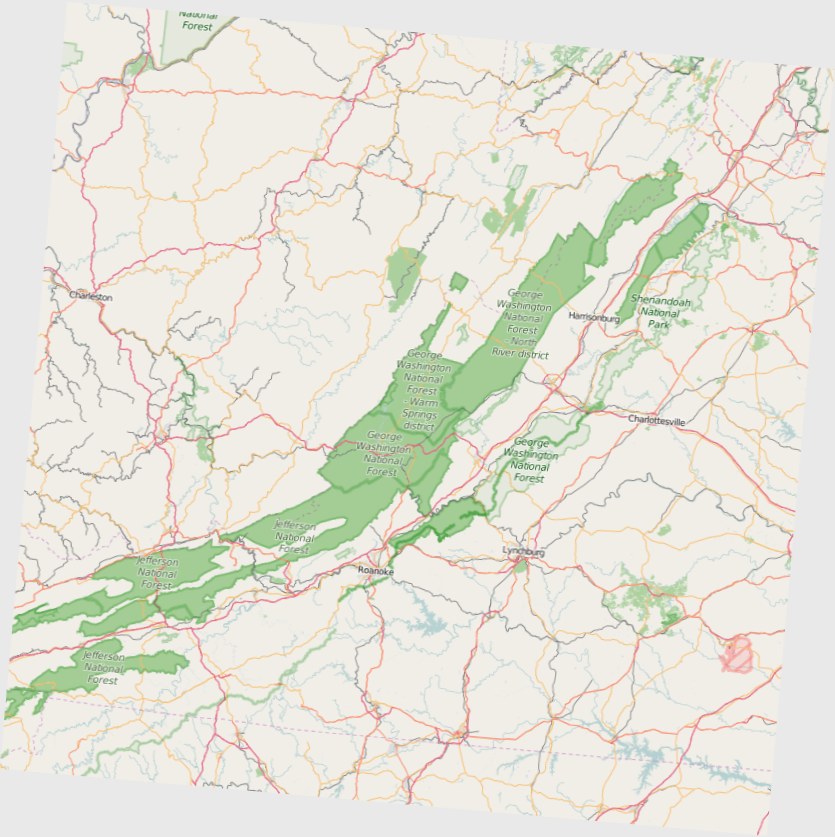 National
Forest
Charleston
George
Washington
National
Forest
- North
River district
Harrisonburg
Shenandoah
National
Park
George
Washington
National
Forest
- Warm
Springs
district
George
Washington
National
Forest
George
Washington
National
Forest
Charlottesville
Jefferson
National
Forest
Lynchburg
Roanoke
Jefferson
National
Forest
Jefferson
National
Forest